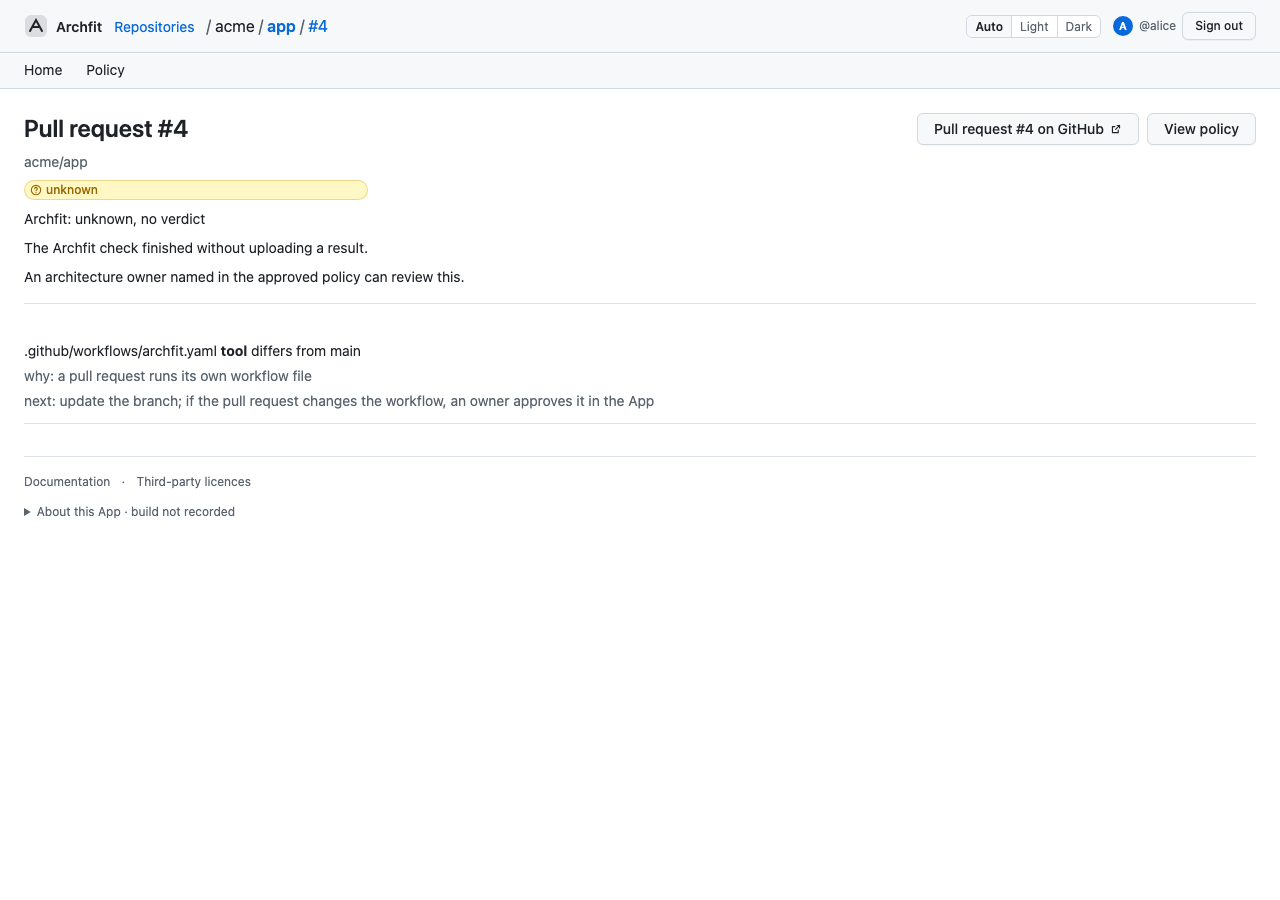 Archfit Repositories / acme / app / #4
Auto Light Dark A @alice Sign out
Home Policy
Pull request #4
Pull request #4 on GitHub View policy
acme/app
unknown
Archfit: unknown, no verdict
The Archfit check finished without uploading a result.
An architecture owner named in the approved policy can review this.
.github/workflows/archfit.yaml tool differs from main
why: a pull request runs its own workflow file
next: update the branch; if the pull request changes the workflow, an owner approves it in the App
Documentation · Third-party licences
About this App · build not recorded